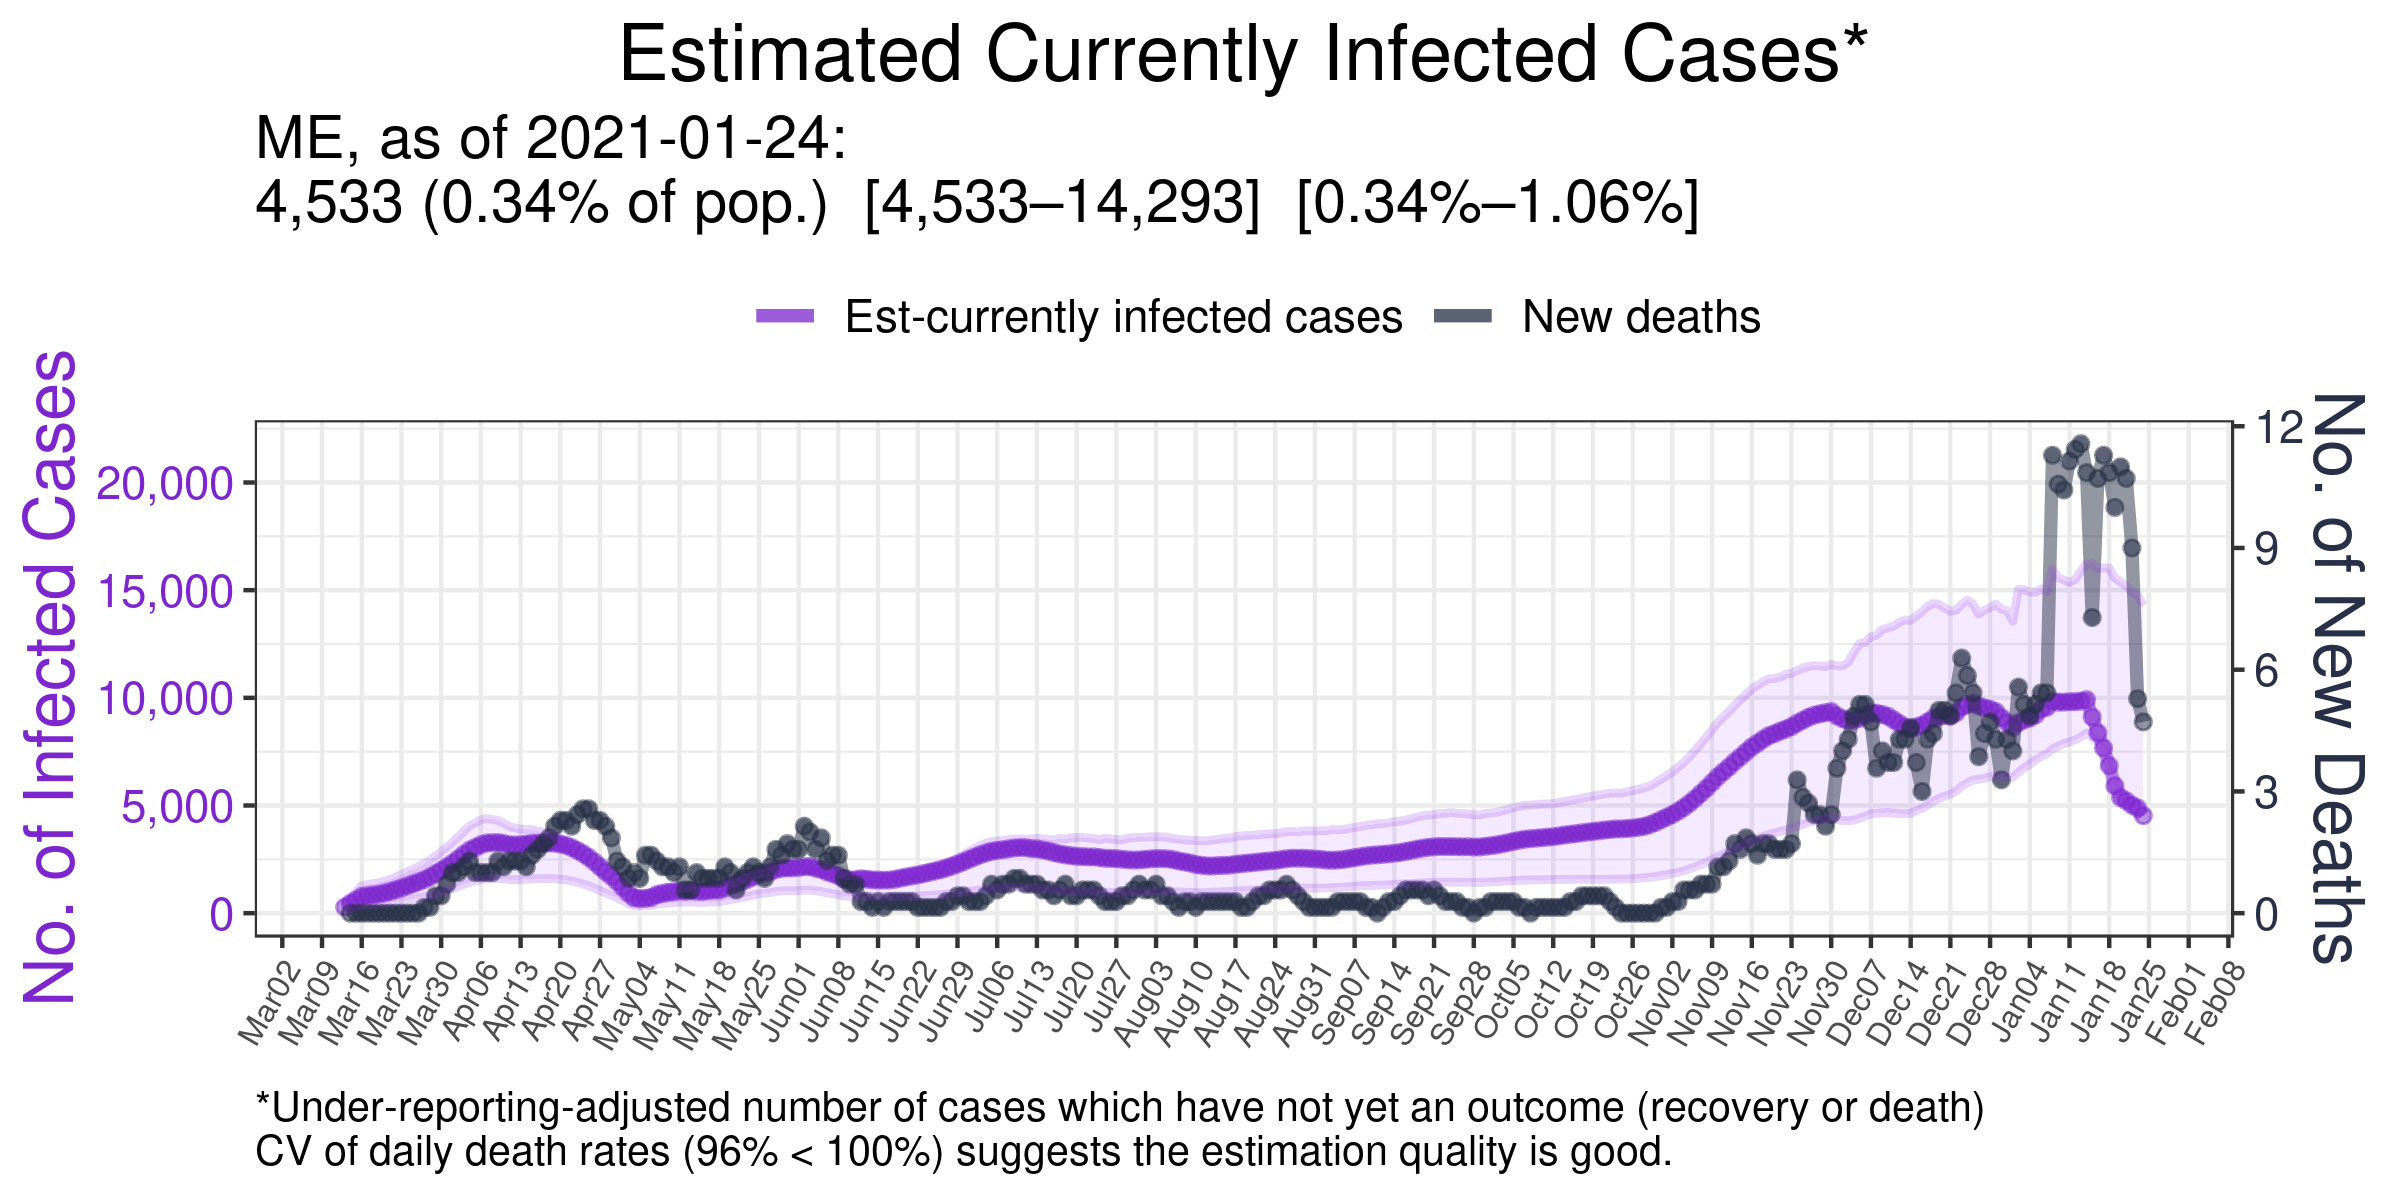 Estimated Currently Infected Cases*
ME, as of 2021-01-24:
4,533 (0.34% of pop.)  [4,533–14,293]  [0.34%–1.06%]
Est-currently infected cases
New deaths
No. of Infected Cases
20,000
15,000
10,000
5,000
0
12
9
6
3
0
No. of New Deaths
Mar02
Mar09
Mar16
Mar23
Mar30
Apr06
Apr13
Apr20
Apr27
May04
May11
May18
May25
Jun01
Jun08
Jun15
Jun22
Jun29
Jul06
Jul13
Jul20
Jul27
Aug03
Aug10
Aug17
Aug24
Aug31
Sep07
Sep14
Sep21
Sep28
Oct05
Oct12
Oct19
Oct26
Nov02
Nov09
Nov16
Nov23
Nov30
Dec07
Dec14
Dec21
Dec28
Jan04
Jan11
Jan18
Jan25
Feb01
Feb08
*Under-reporting-adjusted number of cases which have not yet an outcome (recovery or death)
CV of daily death rates (96% < 100%) suggests the estimation quality is good.